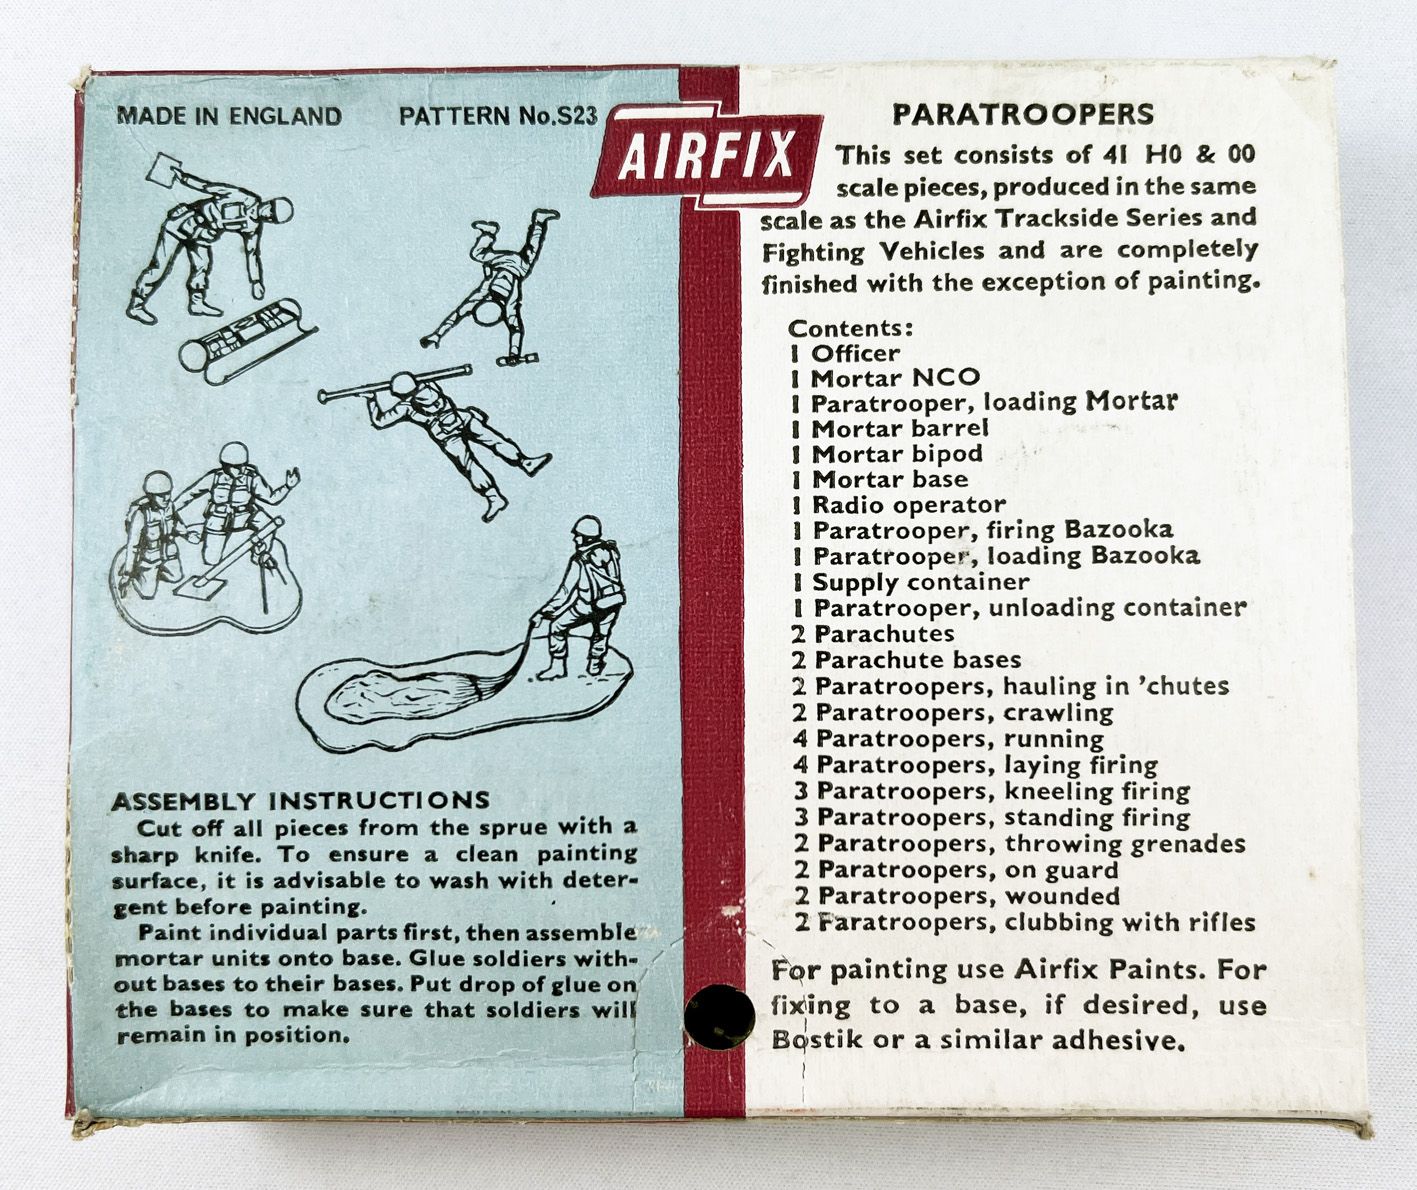 MADE IN ENGLAND PATTERN No.S23
ASSEMBLY INSTRUCTIONS
Cut off all pieces from the sprue with a
sharp knife. To ensure a clean painting
surface, it is advisable to wash with deter-
gent before painting.
Paint individual parts first, then assemble
mortar units onto base. Glue soldiers with-
out bases to their bases. Put drop of glue on
the bases to make sure that soldiers will
remain in position.
AIRFIX
PARATROOPERS
This set consists of 41 H0 & 00
scale pieces, produced in the same
scale as the Airfix Trackside Series and
Fighting Vehicles and are completely
finished with the exception of painting.
Contents:
1 Officer
1 Mortar NCO
1 Paratrooper, loading Mortar
1 Mortar barrel
1 Mortar bipod
1 Mortar base
1 Radio operator
1 Paratrooper, firing Bazooka
1 Paratrooper, loading Bazooka
1 Supply container
1 Paratrooper, unloading container
2 Parachutes
2 Parachute bases
2 Paratroopers, hauling in 'chutes
2 Paratroopers, crawling
4 Paratroopers, running
4 Paratroopers, laying firing
3 Paratroopers, kneeling firing
3 Paratroopers, standing firing
2 Paratroopers, throwing grenades
2 Paratroopers, on guard
2 Paratroopers, wounded
2 Paratroopers, clubbing with rifles
For painting use Airfix Paints. For
fixing to a base, if desired, use
Bostik or a similar adhesive.